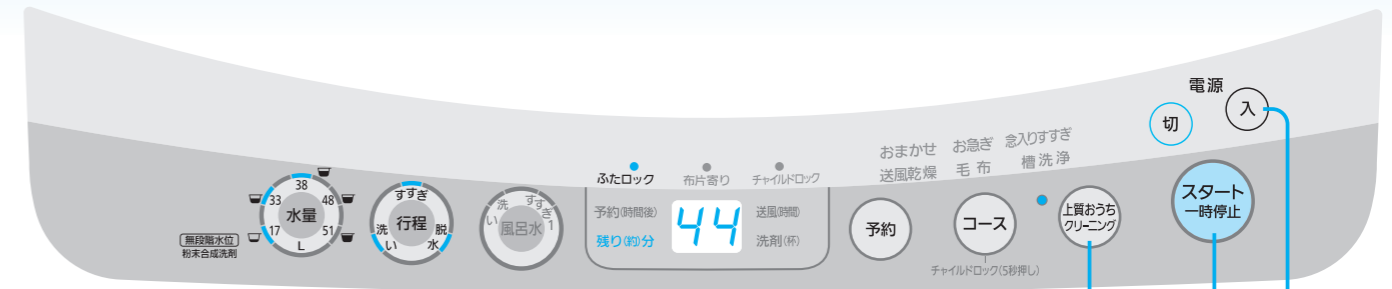 電源
切
入
おまかせ お急ぎ 念入りすすぎ
送風乾燥 毛布 槽洗浄
ふたロック 布片寄り チャイルドロック
予約(時間後) 送風(時間)
残り(約)分 44 洗剤(杯)
38
33 48
17 51
L
水量
無段階水位
粉末合成洗剤
すすぎ
洗い 脱水
行程
洗い すすぎ1
風呂水
予約
コース
チャイルドロック(5秒押し)
上質おうち
クリーニング
スタート
一時停止